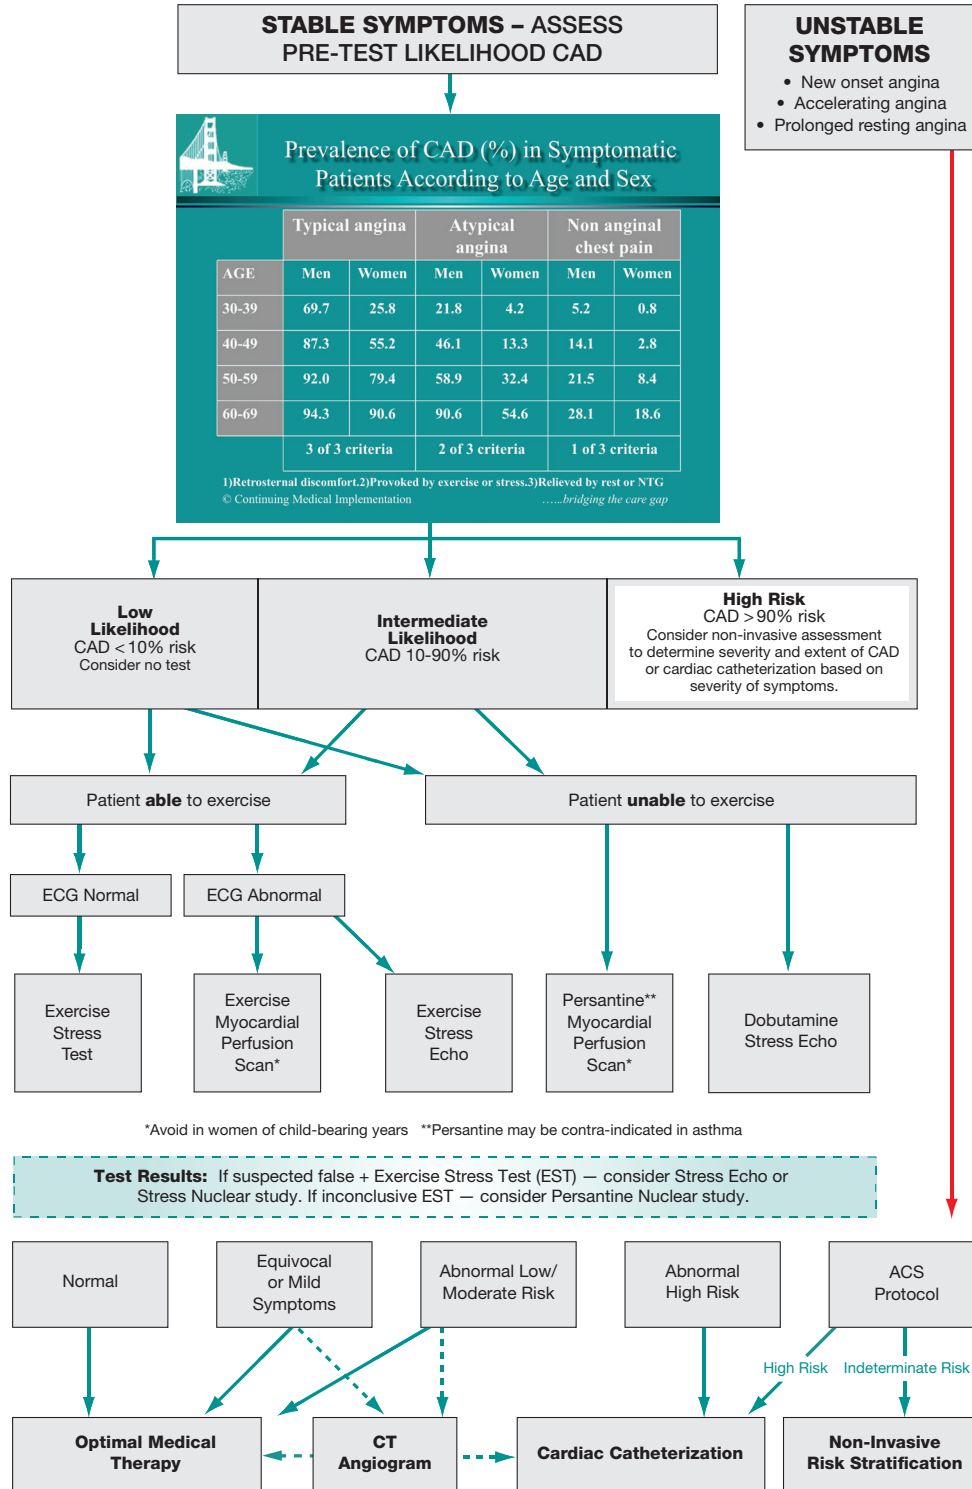 STABLE SYMPTOMS – ASSESS
PRE-TEST LIKELIHOOD CAD
UNSTABLE
SYMPTOMS
• New onset angina
• Accelerating angina
• Prolonged resting angina
Prevalence of CAD (%) in Symptomatic
Patients According to Age and Sex
Typical angina Atypical angina Non anginal chest pain
AGE Men Women Men Women Men Women
30-39 69.7 25.8 21.8 4.2 5.2 0.8
40-49 87.3 55.2 46.1 13.3 14.1 2.8
50-59 92.0 79.4 58.9 32.4 21.5 8.4
60-69 94.3 90.6 90.6 54.6 28.1 18.6
3 of 3 criteria 2 of 3 criteria 1 of 3 criteria
1)Retrosternal discomfort.2)Provoked by exercise or stress.3)Relieved by rest or NTG
© Continuing Medical Implementation …...bridging the care gap
Low
Likelihood
CAD <10% risk
Consider no test
Intermediate
Likelihood
CAD 10-90% risk
High Risk
CAD >90% risk
Consider non-invasive assessment
to determine severity and extent of CAD
or cardiac catheterization based on
severity of symptoms.
Patient able to exercise
Patient unable to exercise
ECG Normal
ECG Abnormal
Exercise
Stress
Test
Exercise
Myocardial
Perfusion
Scan*
Exercise
Stress
Echo
Persantine**
Myocardial
Perfusion
Scan*
Dobutamine
Stress Echo
*Avoid in women of child-bearing years **Persantine may be contra-indicated in asthma
Test Results: If suspected false + Exercise Stress Test (EST) — consider Stress Echo or
Stress Nuclear study. If inconclusive EST — consider Persantine Nuclear study.
Normal
Equivocal
or Mild
Symptoms
Abnormal Low/
Moderate Risk
Abnormal
High Risk
ACS
Protocol
High Risk Indeterminate Risk
Optimal Medical
Therapy
CT
Angiogram
Cardiac Catheterization
Non-Invasive
Risk Stratification